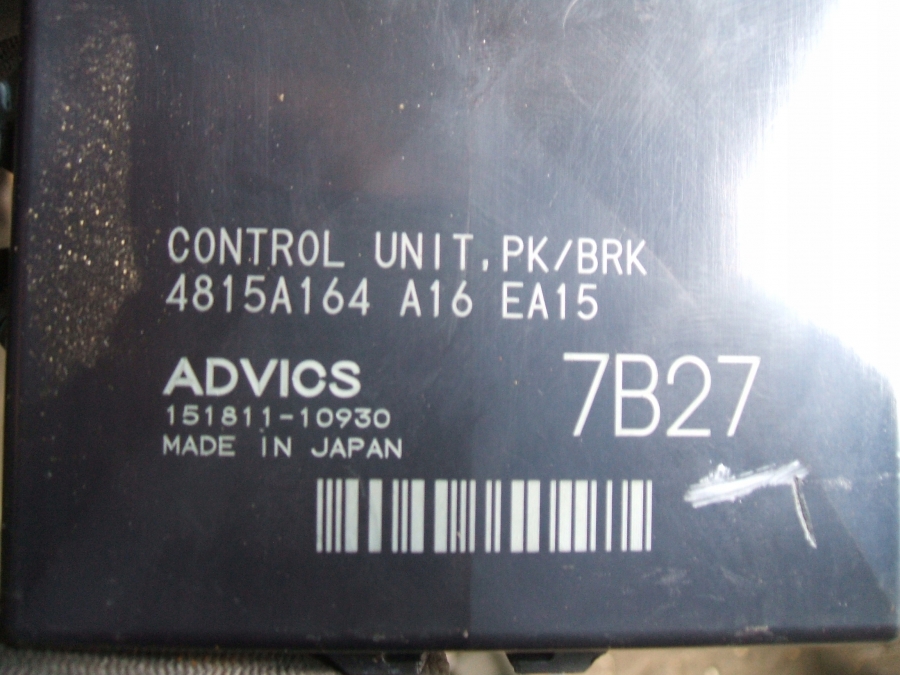 CONTROL UNIT, PK/BRK
4815A164 A16 EA15
ADVICS
7B27
151811-10930
MADE IN JAPAN